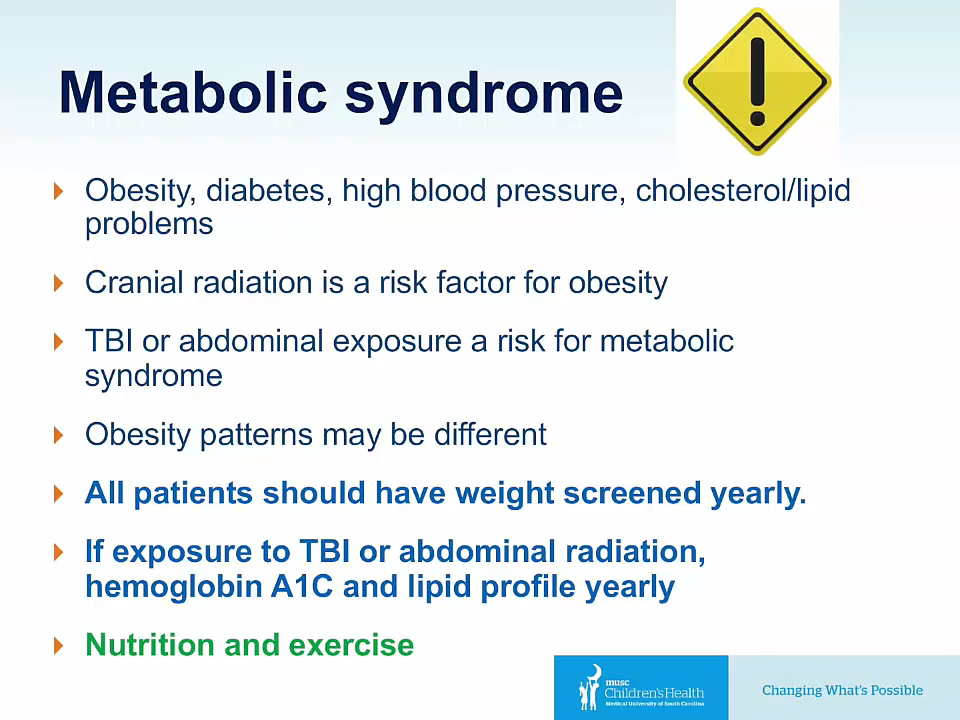 Metabolic syndrome
Obesity, diabetes, high blood pressure, cholesterol/lipid
problems
Cranial radiation is a risk factor for obesity
TBI or abdominal exposure a risk for metabolic
syndrome
Obesity patterns may be different
All patients should have weight screened yearly.
If exposure to TBI or abdominal radiation,
hemoglobin A1C and lipid profile yearly
Nutrition and exercise
musc
Children's Health
Medical University of South Carolina
Changing What's Possible